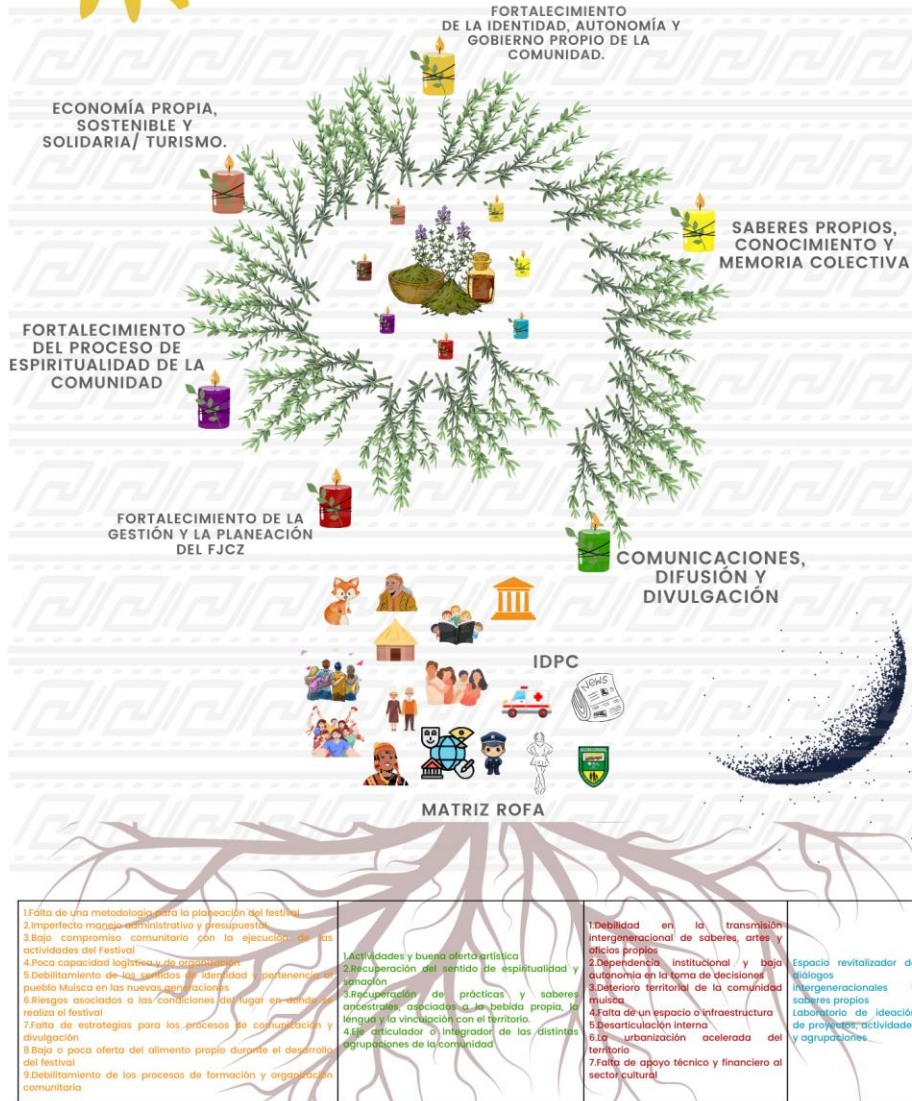 FORTALECIMIENTO
DE LA IDENTIDAD, AUTONOMÍA Y
GOBIERNO PROPIO DE LA
COMUNIDAD.
ECONOMÍA PROPIA,
SOSTENIBLE Y
SOLIDARIA/ TURISMO.
SABERES PROPIOS,
CONOCIMIENTO Y
MEMORIA COLECTIVA
FORTALECIMIENTO
DEL PROCESO DE
ESPIRITUALIDAD DE LA
COMUNIDAD
FORTALECIMIENTO DE LA
GESTIÓN Y LA PLANEACIÓN
DEL FJCZ
COMUNICACIONES,
DIFUSIÓN Y
DIVULGACIÓN
IDPC
NEWS
MATRIZ ROFA
1.Falta de una metodología para la planeación del festival
2.Imperfecto manejo administrativo y presupuestal
3.Bajo compromiso comunitario con la ejecución de las
actividades del Festival
4.Poca capacidad logística y de organización
5.Debilitamiento de los sentidos de identidad y pertenencia al
pueblo Muisca en las nuevas generaciones
6.Riesgos asociados a las condiciones del lugar en donde se
realiza el festival
7.Falta de estrategias para los procesos de comunicación y
divulgación
8.Baja o poca oferta del alimento propio durante el desarrollo
del festival
9.Debilitamiento de los procesos de formación y organización
comunitaria
1.Actividades y buena oferta artística
2.Recuperación del sentido de espiritualidad y
sanación
3.Recuperación de prácticas y saberes
ancestrales, asociados a la bebida propia, la
lengua y la vinculación con el territorio.
4.Eje articulador o integrador de las distintas
agrupaciones de la comunidad
1.Debilidad en la transmisión
intergeneracional de saberes, artes y
oficios propios
2.Dependencia institucional y baja
autonomía en la toma de decisiones
3.Deterioro territorial de la comunidad
muisca
4.Falta de un espacio o infraestructura
5.Desarticulación interna
6.La urbanización acelerada del
territorio
7.Falta de apoyo técnico y financiero al
sector cultural
Espacio revitalizador de
diálogos
intergeneracionales
saberes propios
Laboratorio de ideación
de proyectos, actividades
y agrupaciones